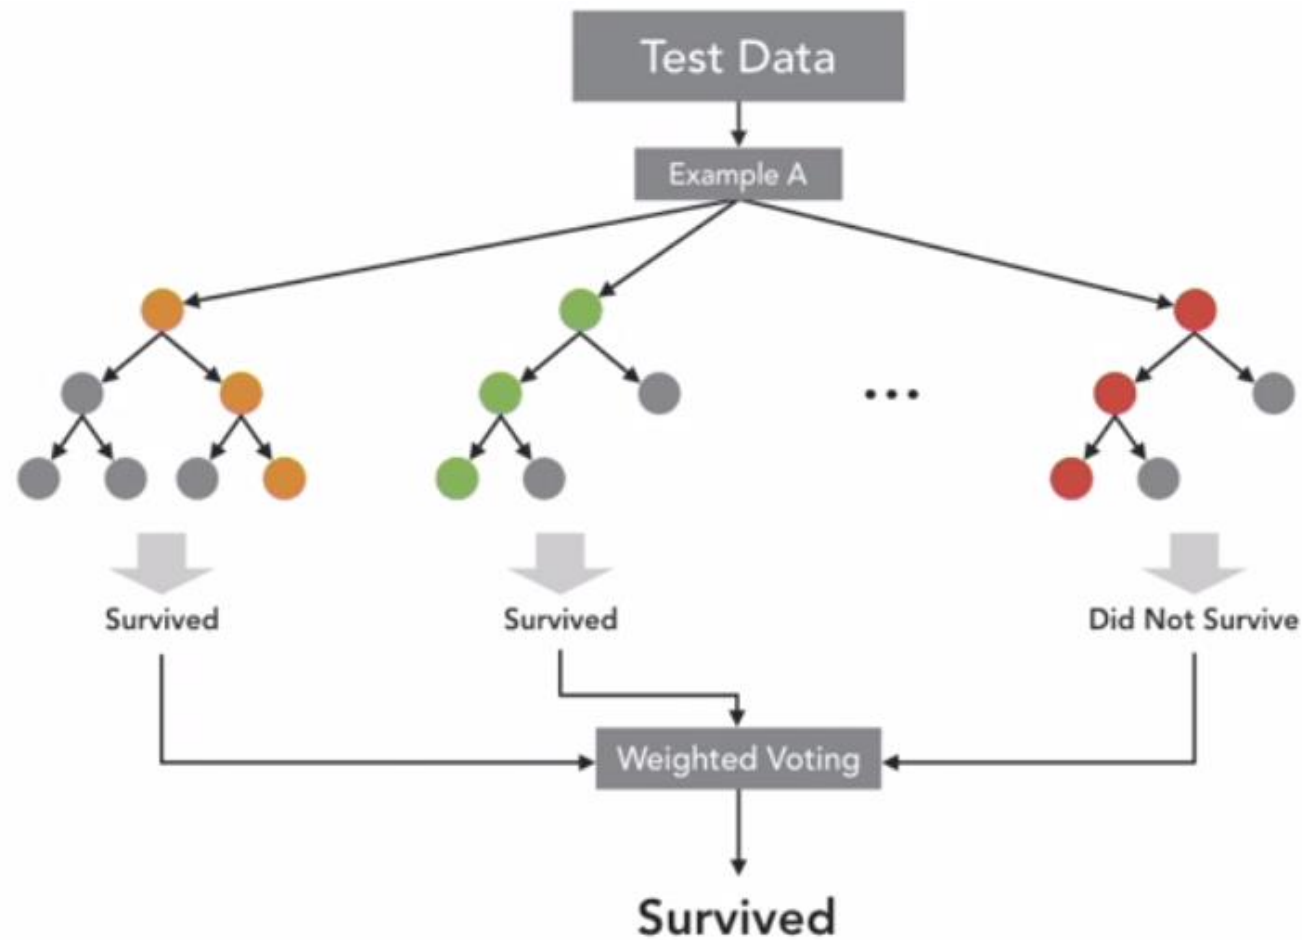 Test Data
Example A
...
Survived
Survived
Did Not Survive
Weighted Voting
Survived